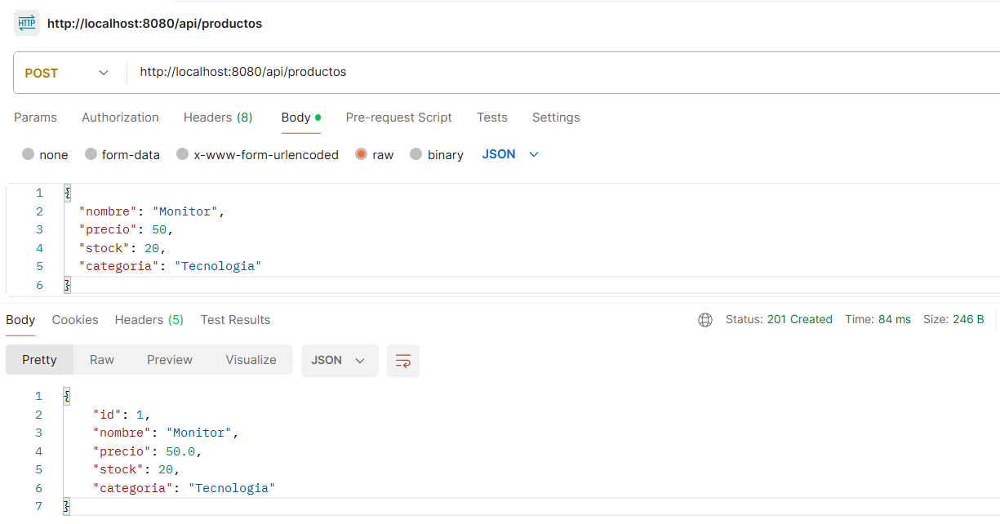 HTTP http://localhost:8080/api/productos
POST http://localhost:8080/api/productos
Params Authorization Headers (8) Body Pre-request Script Tests Settings
none form-data x-www-form-urlencoded raw binary JSON
1 {
2 "nombre": "Monitor",
3 "precio": 50,
4 "stock": 20,
5 "categoria": "Tecnologia"
6 }
Body Cookies Headers (5) Test Results Status: 201 Created Time: 84 ms Size: 246 B
Pretty Raw Preview Visualize JSON
1 {
2 "id": 1,
3 "nombre": "Monitor",
4 "precio": 50.0,
5 "stock": 20,
6 "categoria": "Tecnologia"
7 }